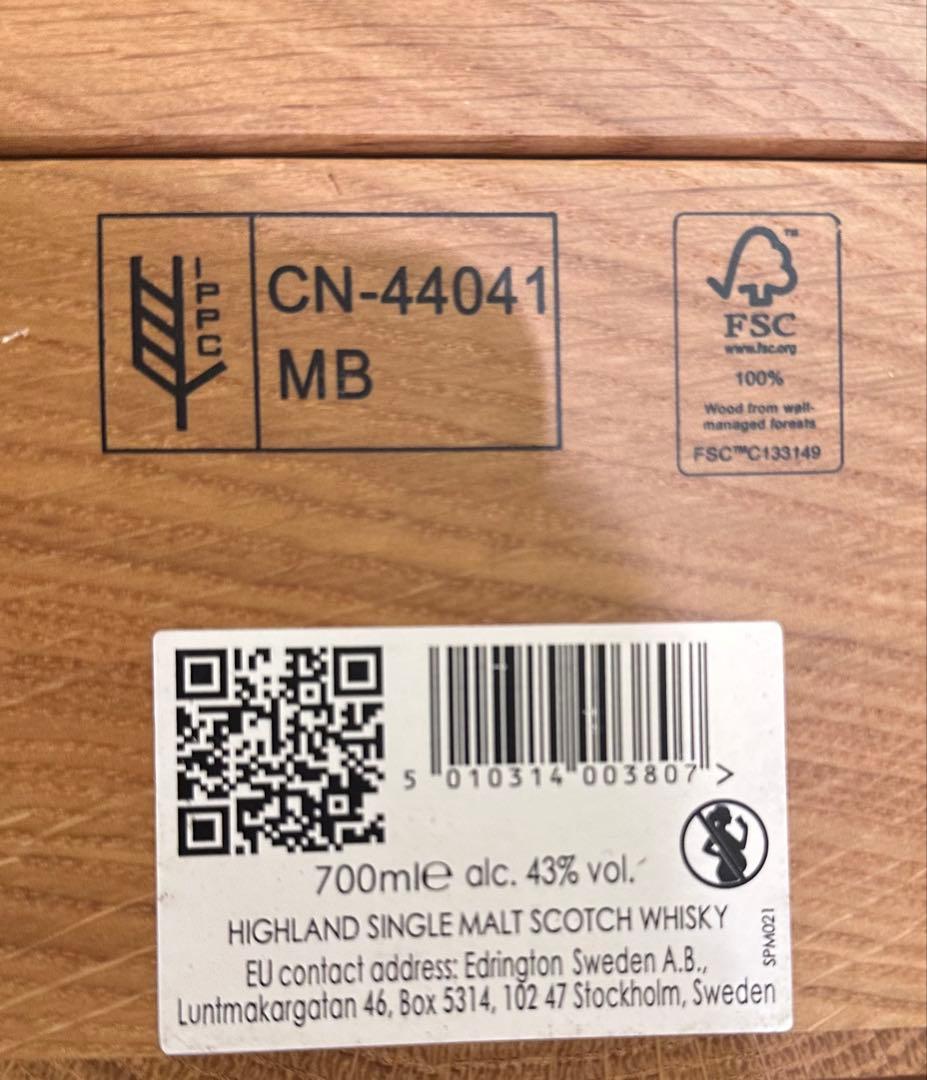 IPPC
CN-44041
MB
FSC
www.fsc.org
100%
Wood from well-
managed forests
FSC™C133149
5 010314 003807 >
700ml℮ alc. 43% vol.
HIGHLAND SINGLE MALT SCOTCH WHISKY
EU contact address: Edrington Sweden A.B.,
Luntmakargatan 46, Box 5314, 102 47 Stockholm, Sweden
SPM021